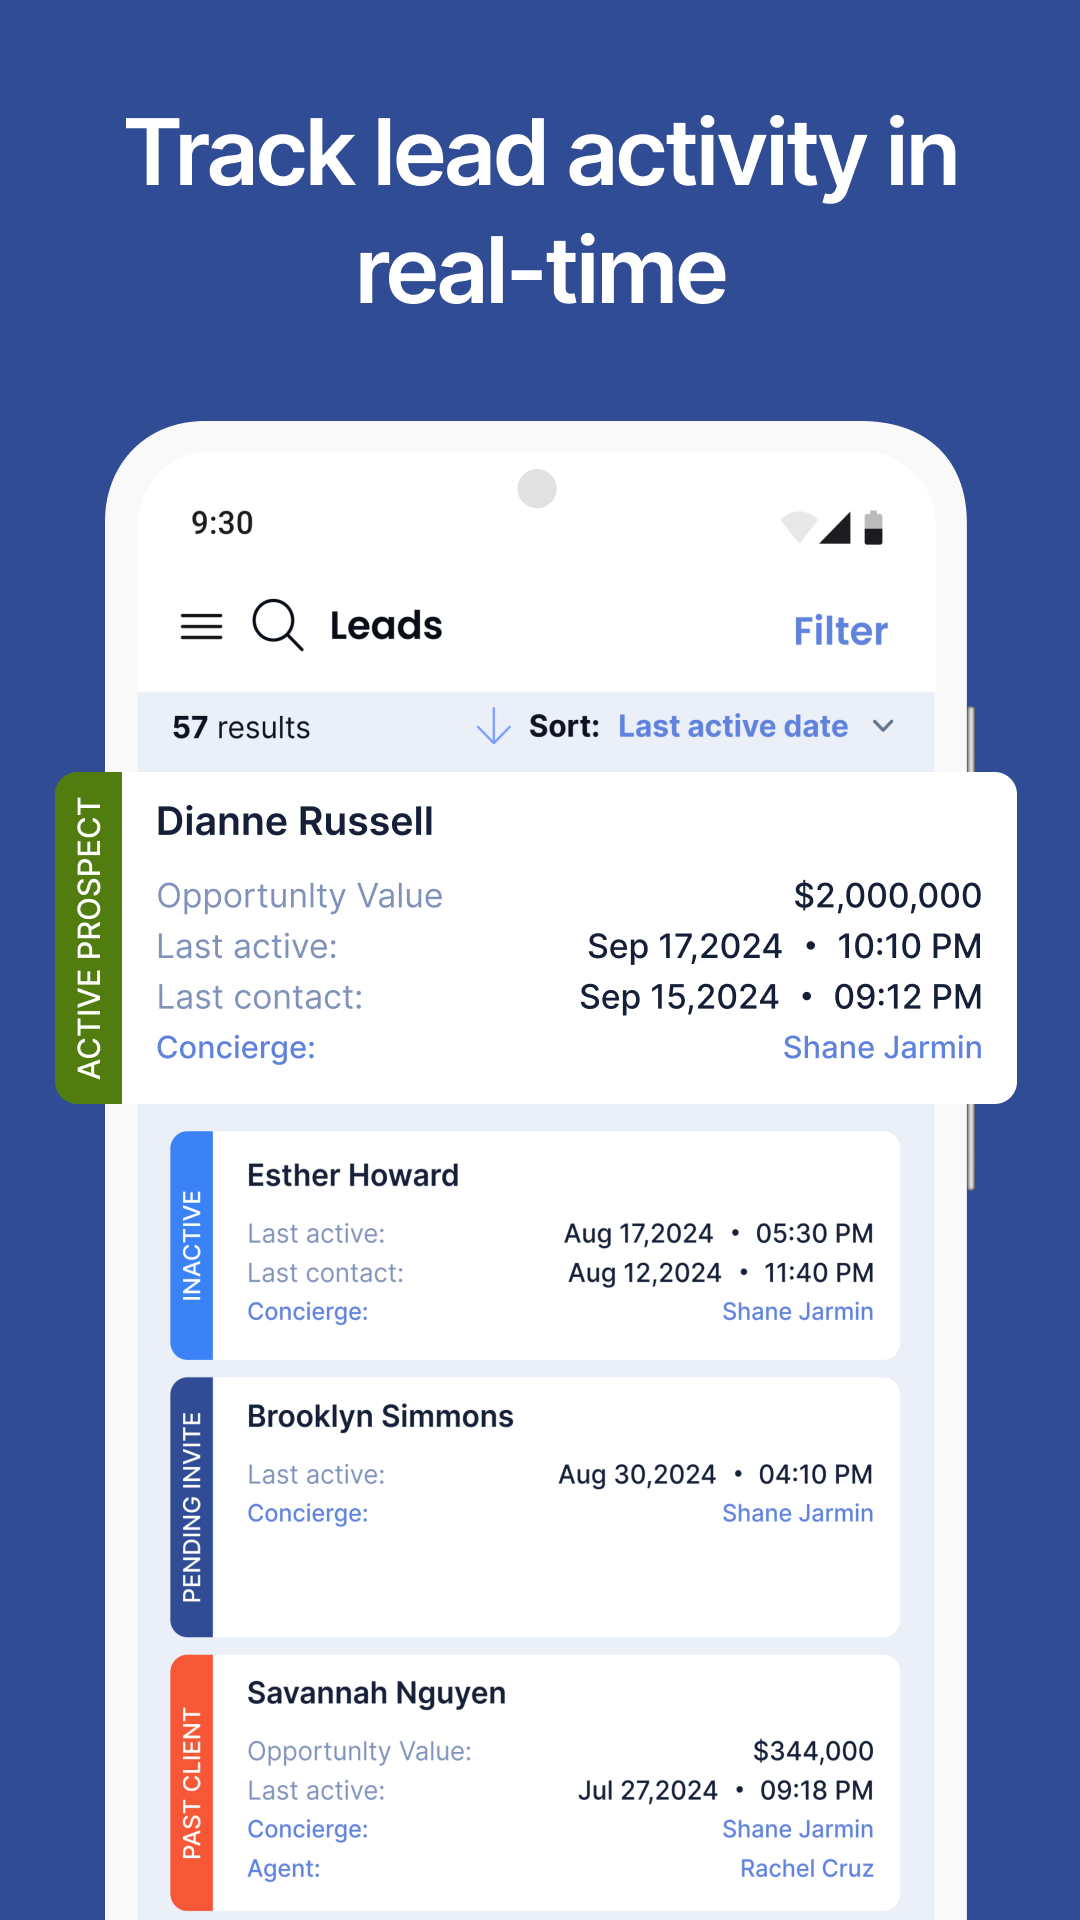 Track lead activity in
real-time
9:30
Leads
Filter
57 results
Sort: Last active date
ACTIVE PROSPECT
Dianne Russell
OpportunIty Value $2,000,000
Last active: Sep 17,2024 • 10:10 PM
Last contact: Sep 15,2024 • 09:12 PM
Concierge: Shane Jarmin
INACTIVE
Esther Howard
Last active: Aug 17,2024 • 05:30 PM
Last contact: Aug 12,2024 • 11:40 PM
Concierge: Shane Jarmin
PENDING INVITE
Brooklyn Simmons
Last active: Aug 30,2024 • 04:10 PM
Concierge: Shane Jarmin
PAST CLIENT
Savannah Nguyen
OpportunIty Value: $344,000
Last active: Jul 27,2024 • 09:18 PM
Concierge: Shane Jarmin
Agent: Rachel Cruz